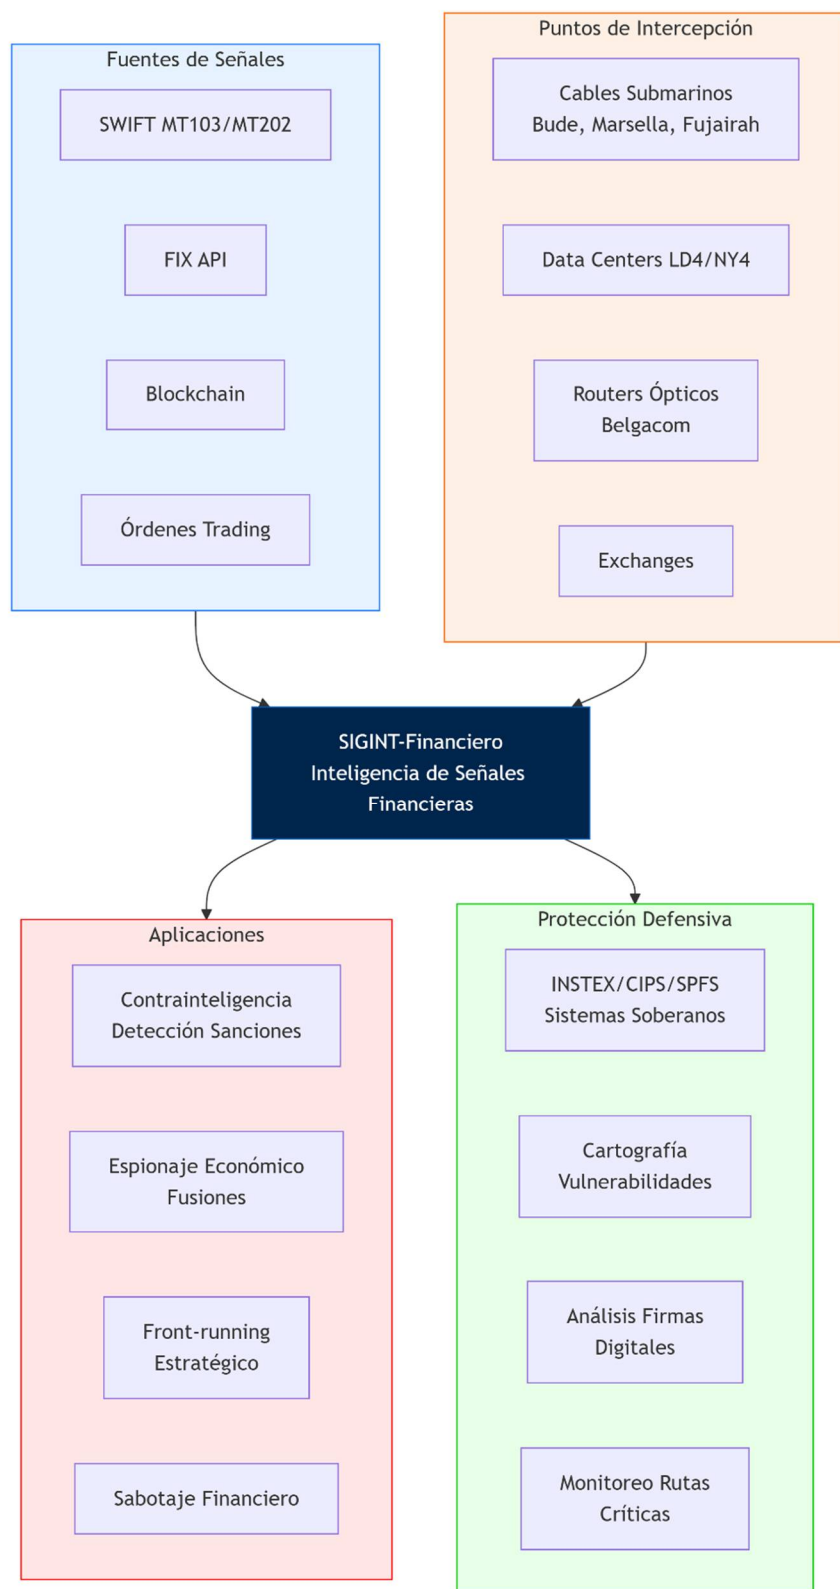 Fuentes de Señales
SWIFT MT103/MT202
FIX API
Blockchain
Órdenes Trading
Puntos de Intercepción
Cables Submarinos
Bude, Marsella, Fujairah
Data Centers LD4/NY4
Routers Ópticos
Belgacom
Exchanges
SIGINT-Financiero
Inteligencia de Señales
Financieras
Aplicaciones
Contrainteligencia
Detección Sanciones
Espionaje Económico
Fusiones
Front-running
Estratégico
Sabotaje Financiero
Protección Defensiva
INSTEX/CIPS/SPFS
Sistemas Soberanos
Cartografía
Vulnerabilidades
Análisis Firmas
Digitales
Monitoreo Rutas
Críticas